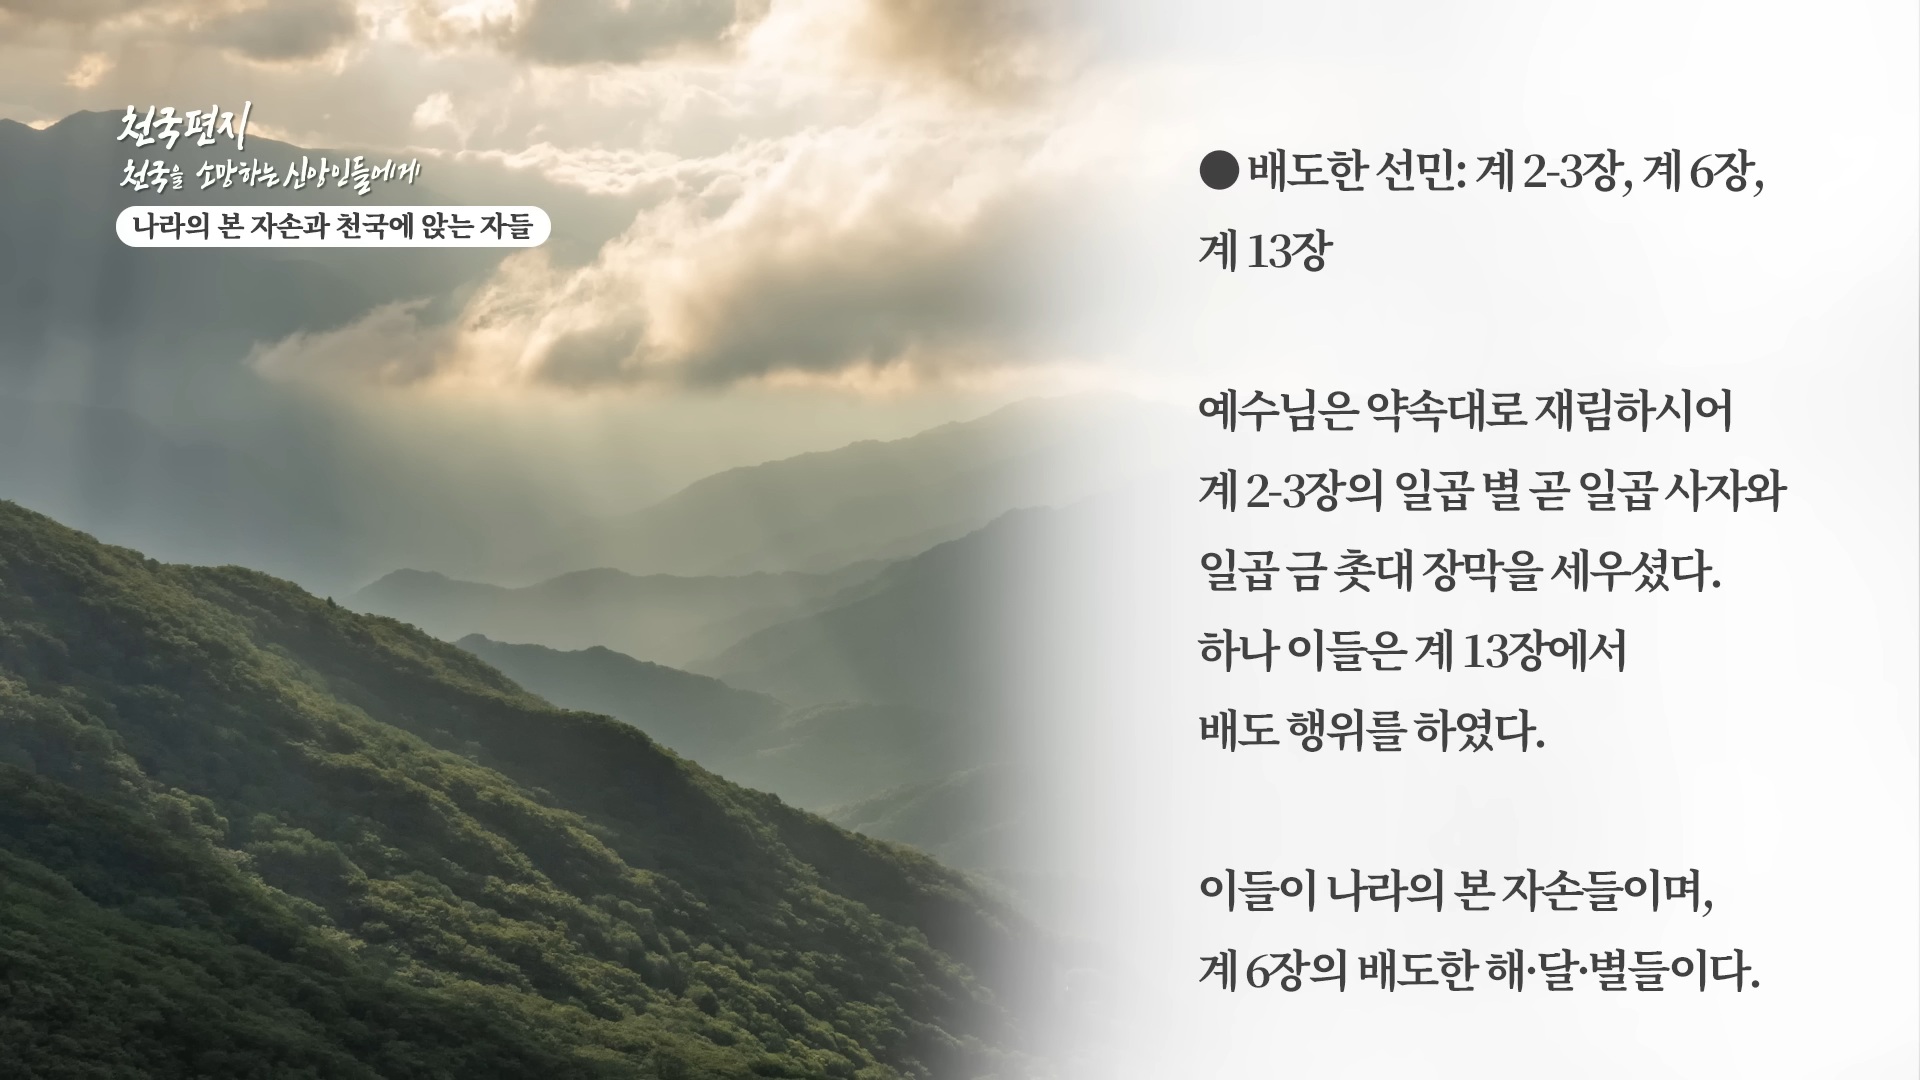 천국편지
천국을 소망하는 신앙인들에게
나라의 본 자손과 천국에 앉는 자들
● 배도한 선민: 계 2-3장, 계 6장,
계 13장
예수님은 약속대로 재림하시어
계 2-3장의 일곱 별 곧 일곱 사자와
일곱 금 촛대 장막을 세우셨다.
하나 이들은 계 13장에서
배도 행위를 하였다.
이들이 나라의 본 자손들이며,
계 6장의 배도한 해·달·별들이다.